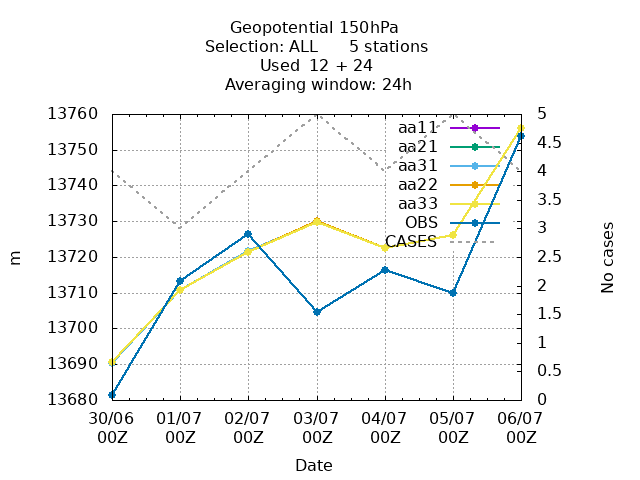 Geopotential 150hPa
Selection: ALL 5 stations
Used 12 + 24
Averaging window: 24h
13760
13750
13740
13730
13720
13710
13700
13690
13680
m
5
4.5
4
3.5
3
2.5
2
1.5
1
0.5
0
No cases
aa11
aa21
aa31
aa22
aa33
OBS
CASES
30/06 01/07 02/07 03/07 04/07 05/07 06/07
00Z 00Z 00Z 00Z 00Z 00Z 00Z
Date